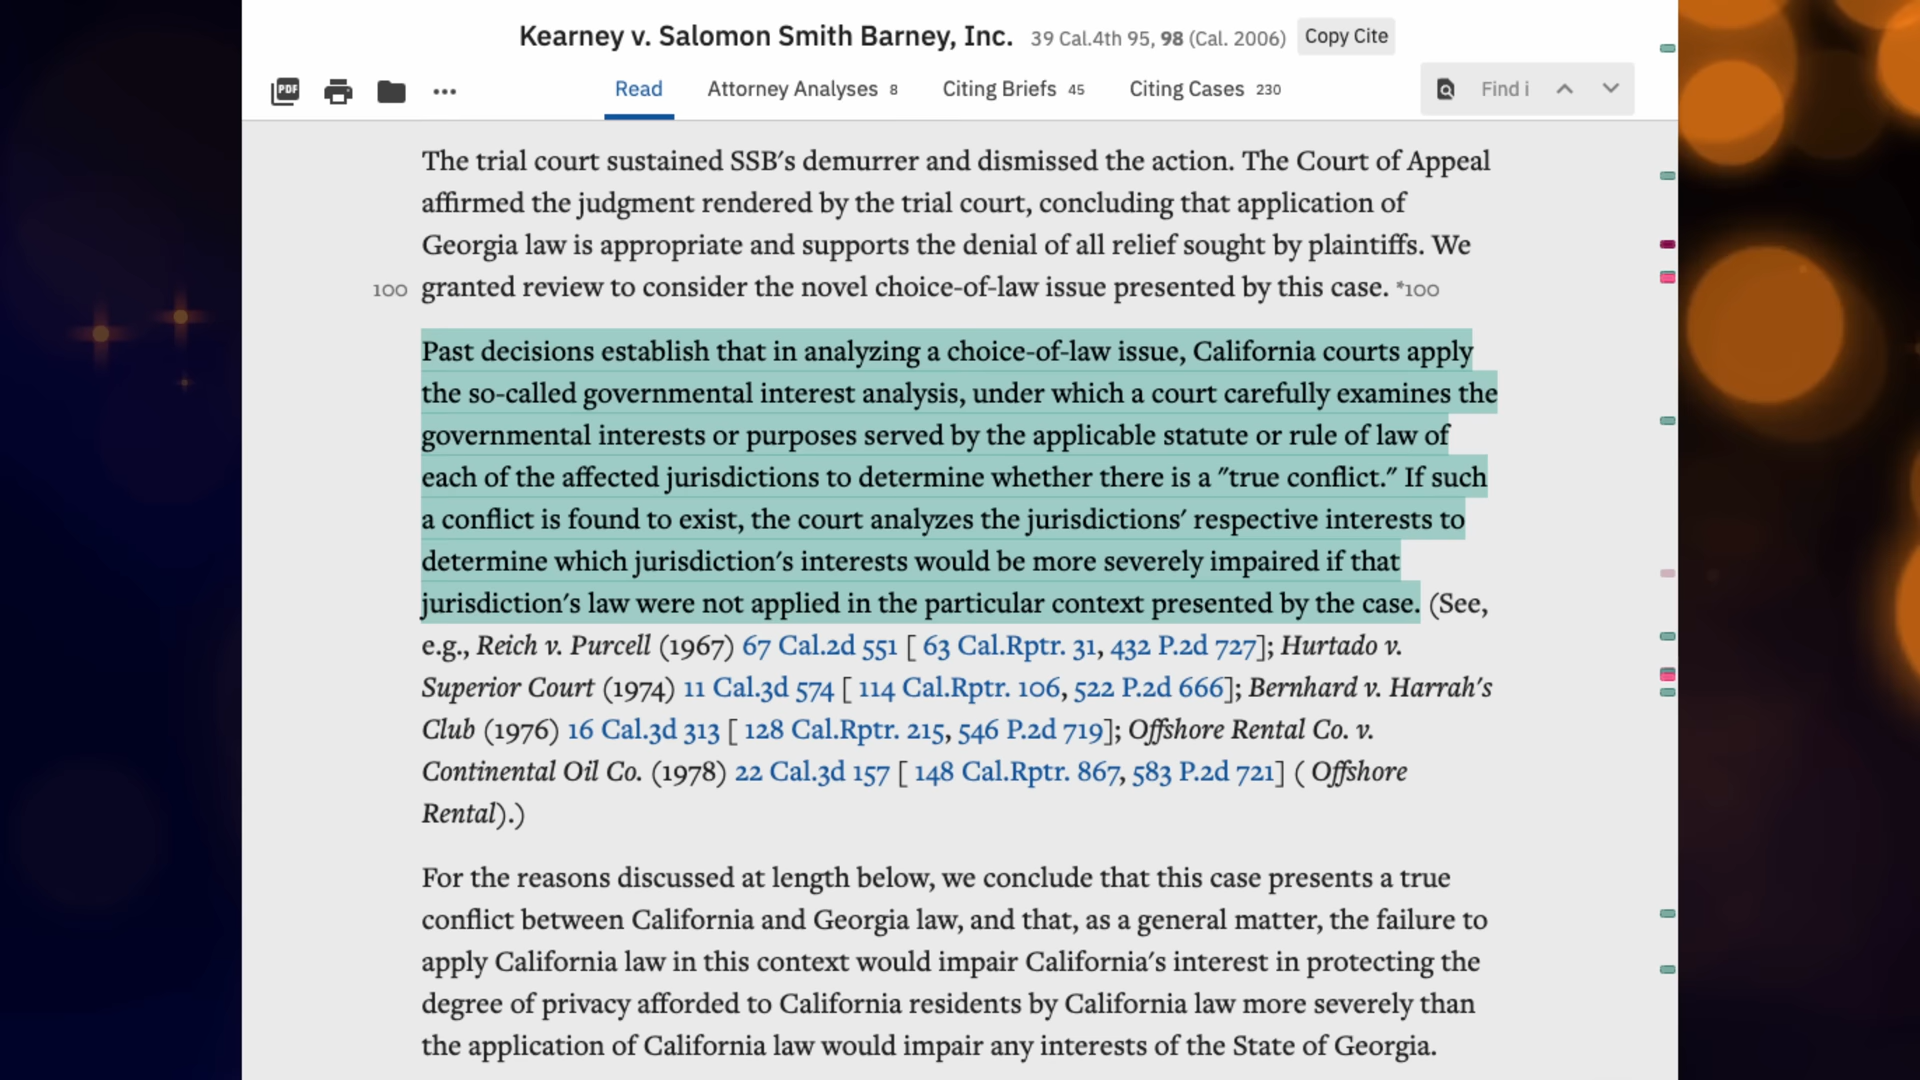 Kearney v. Salomon Smith Barney, Inc. 39 Cal.4th 95, 98 (Cal. 2006) Copy Cite
PDF Read Attorney Analyses 8 Citing Briefs 45 Citing Cases 230 Find i
The trial court sustained SSB's demurrer and dismissed the action. The Court of Appeal
affirmed the judgment rendered by the trial court, concluding that application of
Georgia law is appropriate and supports the denial of all relief sought by plaintiffs. We
100 granted review to consider the novel choice-of-law issue presented by this case. *100
Past decisions establish that in analyzing a choice-of-law issue, California courts apply
the so-called governmental interest analysis, under which a court carefully examines the
governmental interests or purposes served by the applicable statute or rule of law of
each of the affected jurisdictions to determine whether there is a "true conflict." If such
a conflict is found to exist, the court analyzes the jurisdictions' respective interests to
determine which jurisdiction's interests would be more severely impaired if that
jurisdiction's law were not applied in the particular context presented by the case. (See,
e.g., Reich v. Purcell (1967) 67 Cal.2d 551 [ 63 Cal.Rptr. 31, 432 P.2d 727]; Hurtado v.
Superior Court (1974) 11 Cal.3d 574 [ 114 Cal.Rptr. 106, 522 P.2d 666]; Bernhard v. Harrah's
Club (1976) 16 Cal.3d 313 [ 128 Cal.Rptr. 215, 546 P.2d 719]; Offshore Rental Co. v.
Continental Oil Co. (1978) 22 Cal.3d 157 [ 148 Cal.Rptr. 867, 583 P.2d 721] ( Offshore
Rental).)
For the reasons discussed at length below, we conclude that this case presents a true
conflict between California and Georgia law, and that, as a general matter, the failure to
apply California law in this context would impair California's interest in protecting the
degree of privacy afforded to California residents by California law more severely than
the application of California law would impair any interests of the State of Georgia.